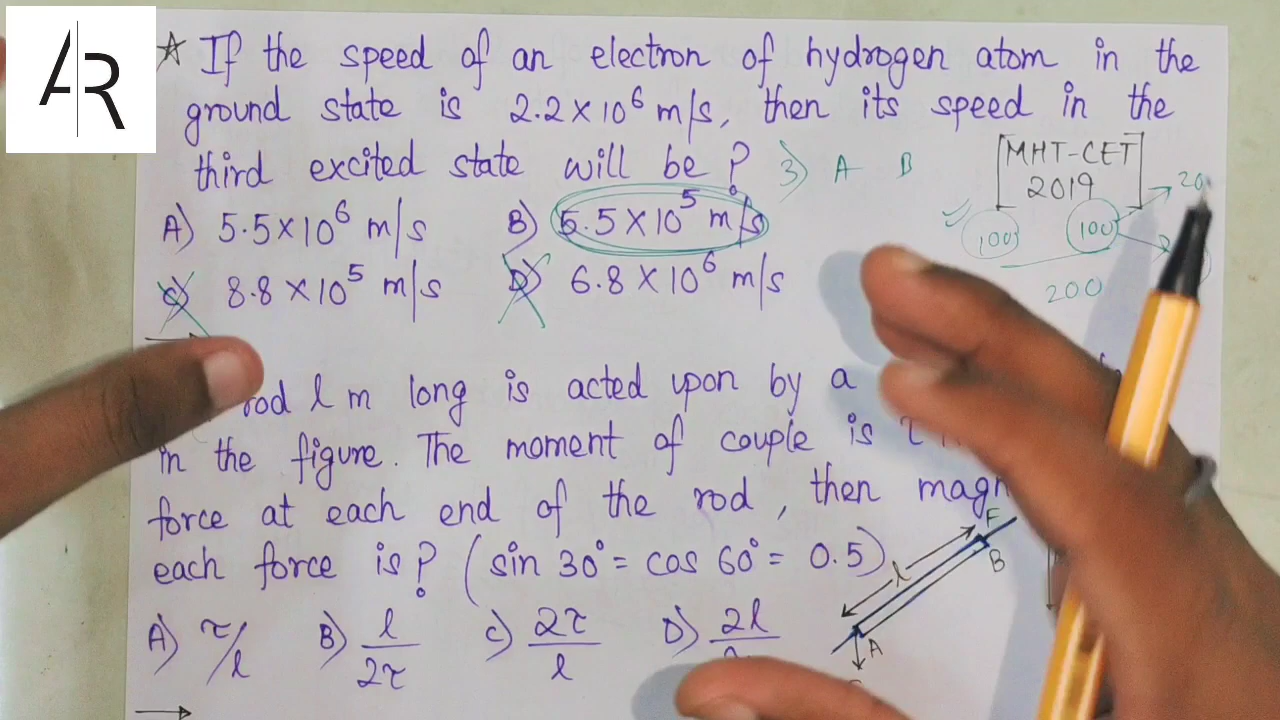 AR
☆ If the speed of an electron of hydrogen atom in the
ground state is 2.2×10⁶ m/s, then its speed in the
third excited state will be? 3) A B
[MHT-CET
2019]
A) 5.5×10⁶ m/s B) 5.5×10⁵ m/s
100 100
C) 8.8×10⁵ m/s D) 6.8×10⁶ m/s
200
rod l m long is acted upon by a
in the figure. The moment of couple is τ
force at each end of the rod, then
each force is? (sin 30° = cos 60° = 0.5)
A) τ/l B) l/2τ C) 2τ/l D)
F
B
l
A